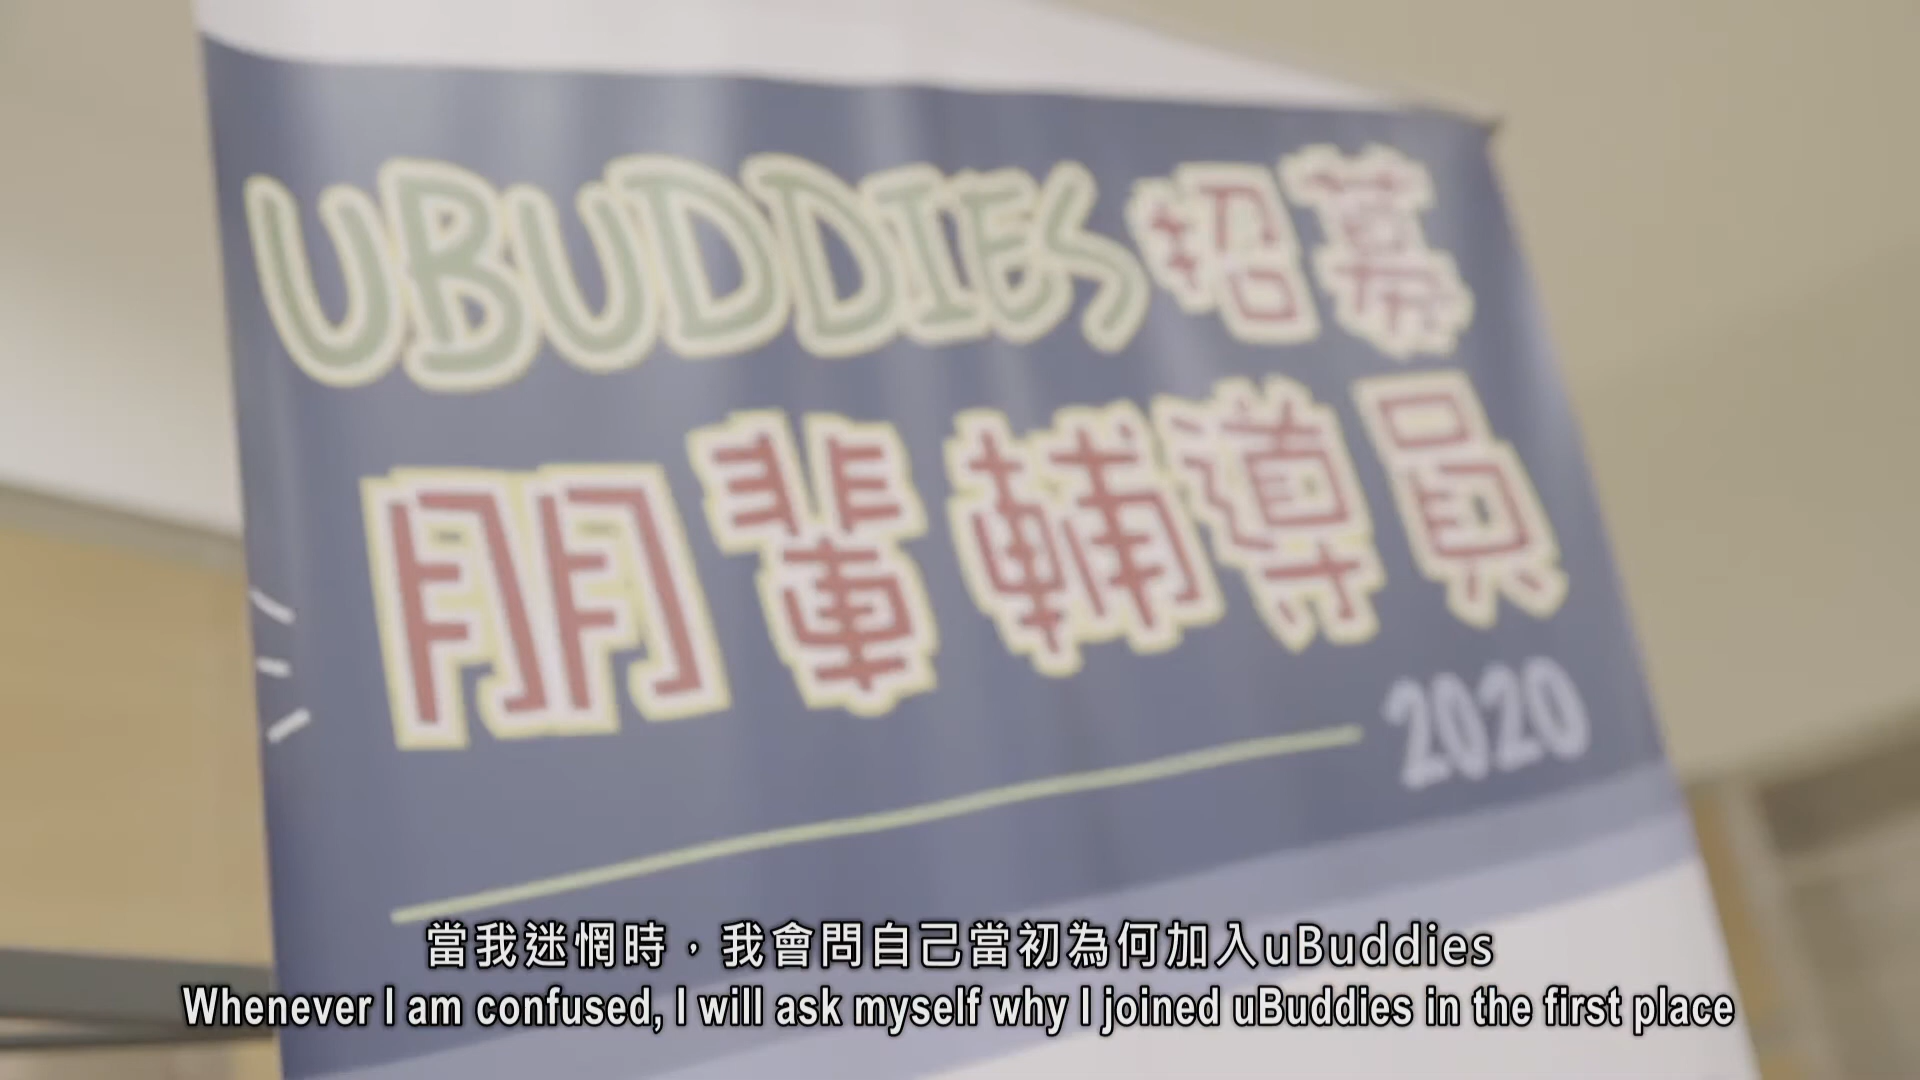 UBUDDIES招募
朋輩輔導員
2020
當我迷惘時，我會問自己當初為何加入uBuddies
Whenever I am confused, I will ask myself why I joined uBuddies in the first place